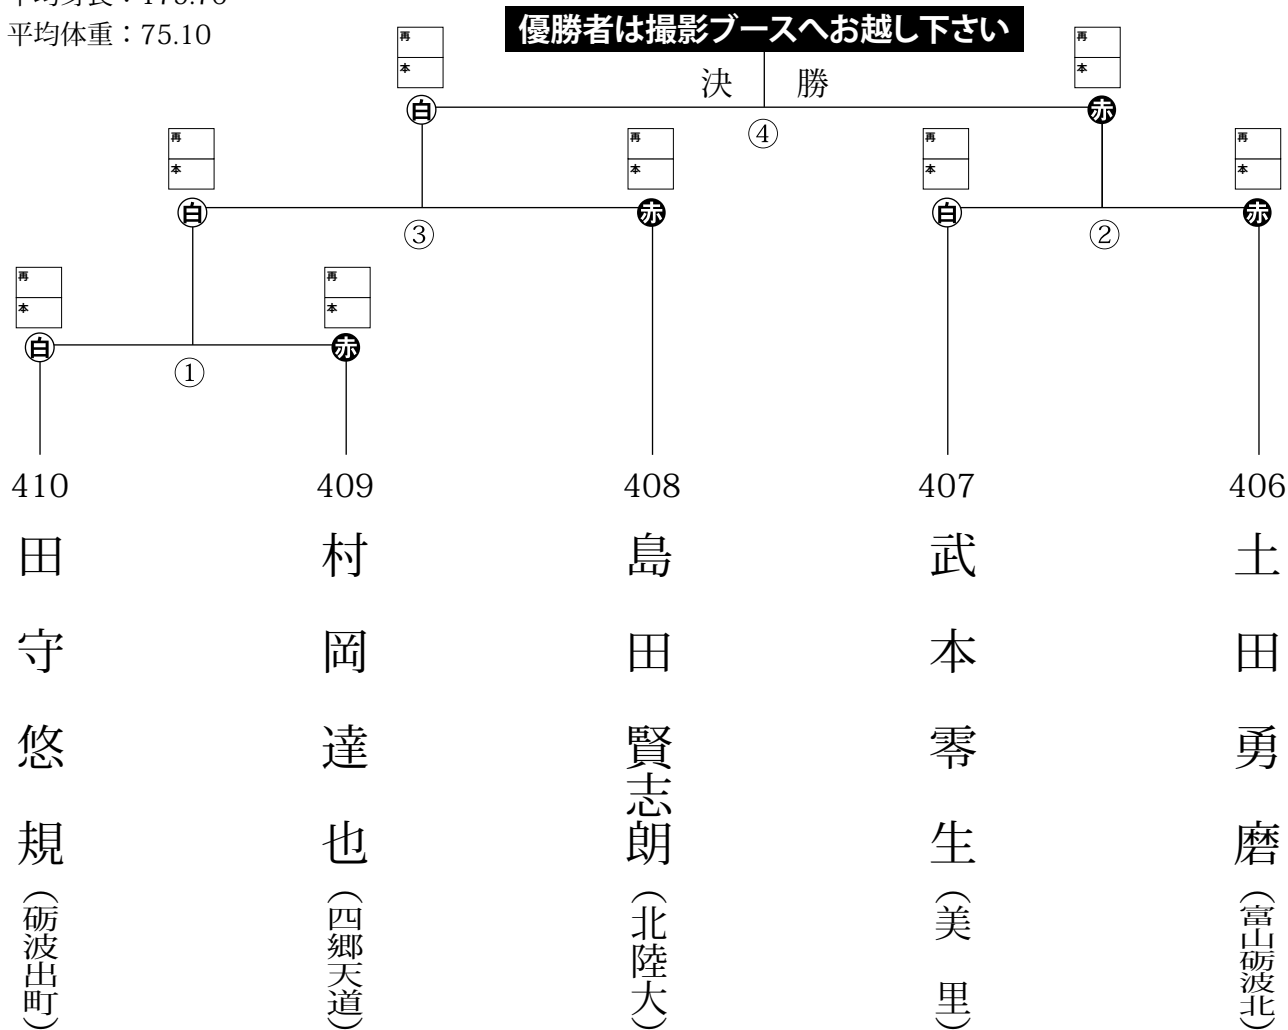 平均体重：75.10
優勝者は撮影ブースへお越し下さい
再
本
再
本
決 勝
白
赤
④
再
本
再
本
再
本
再
本
白
赤
白
赤
③
②
再
本
再
本
白
赤
①
410
409
408
407
406
田守悠規（砺波出町）
村岡達也（四郷天道）
島田賢志朗（北陸大）
武本零生（美里）
土田勇磨（富山砺波北）